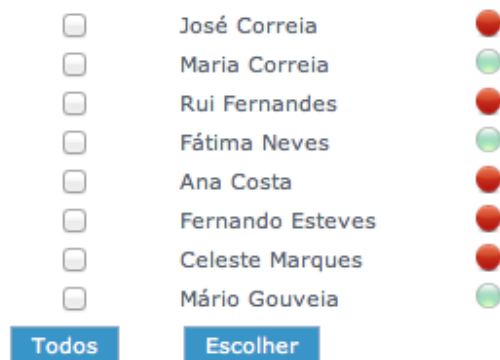 José Correia
Maria Correia
Rui Fernandes
Fátima Neves
Ana Costa
Fernando Esteves
Celeste Marques
Mário Gouveia
Todos Escolher